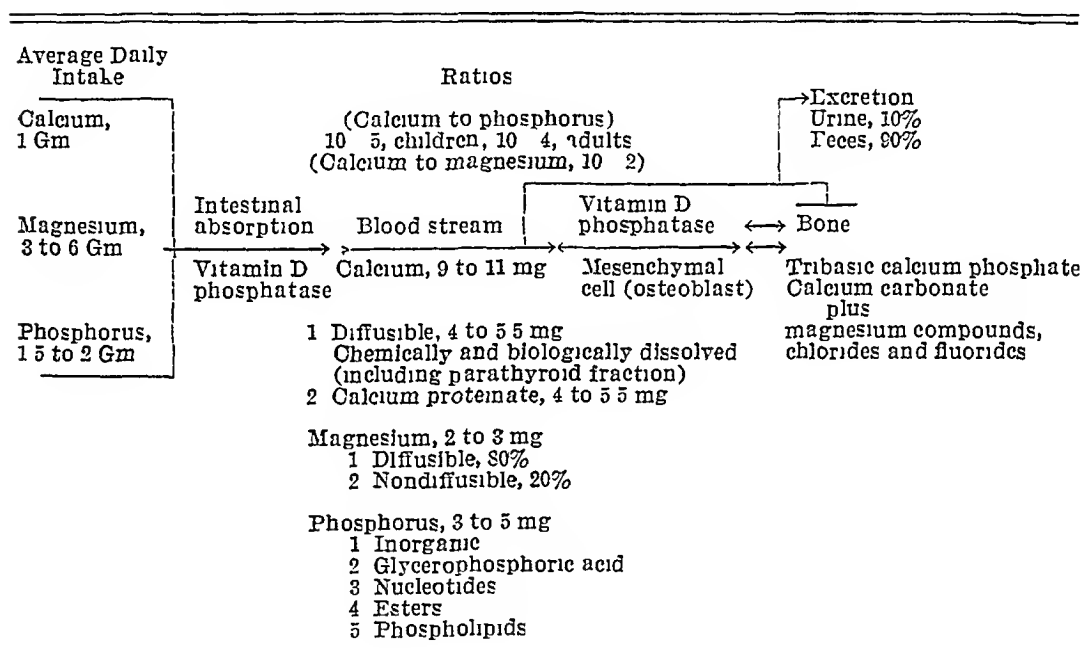 Average Daily
Intake
Calcium,
1 Gm
Magnesium,
3 to 6 Gm
Phosphorus,
1 5 to 2 Gm
Intestinal
absorption
Vitamin D
phosphatase
Ratios
(Calcium to phosphorus)
10 5, children, 10 4, adults
(Calcium to magnesium, 10 2)
Blood stream
Calcium, 9 to 11 mg
1 Diffusible, 4 to 5 5 mg
Chemically and biologically dissolved
(including parathyroid fraction)
2 Calcium proteinate, 4 to 5 5 mg
Magnesium, 2 to 3 mg
1 Diffusible, 80%
2 Nondiffusible, 20%
Phosphorus, 3 to 5 mg
1 Inorganic
2 Glycerophosphoric acid
3 Nucleotides
4 Esters
5 Phospholipids
Vitamin D
phosphatase
Mesenchymal
cell (osteoblast)
Excretion
Urine, 10%
Feces, 90%
Bone
Tribasic calcium phosphate
Calcium carbonate
plus
magnesium compounds,
chlorides and fluorides